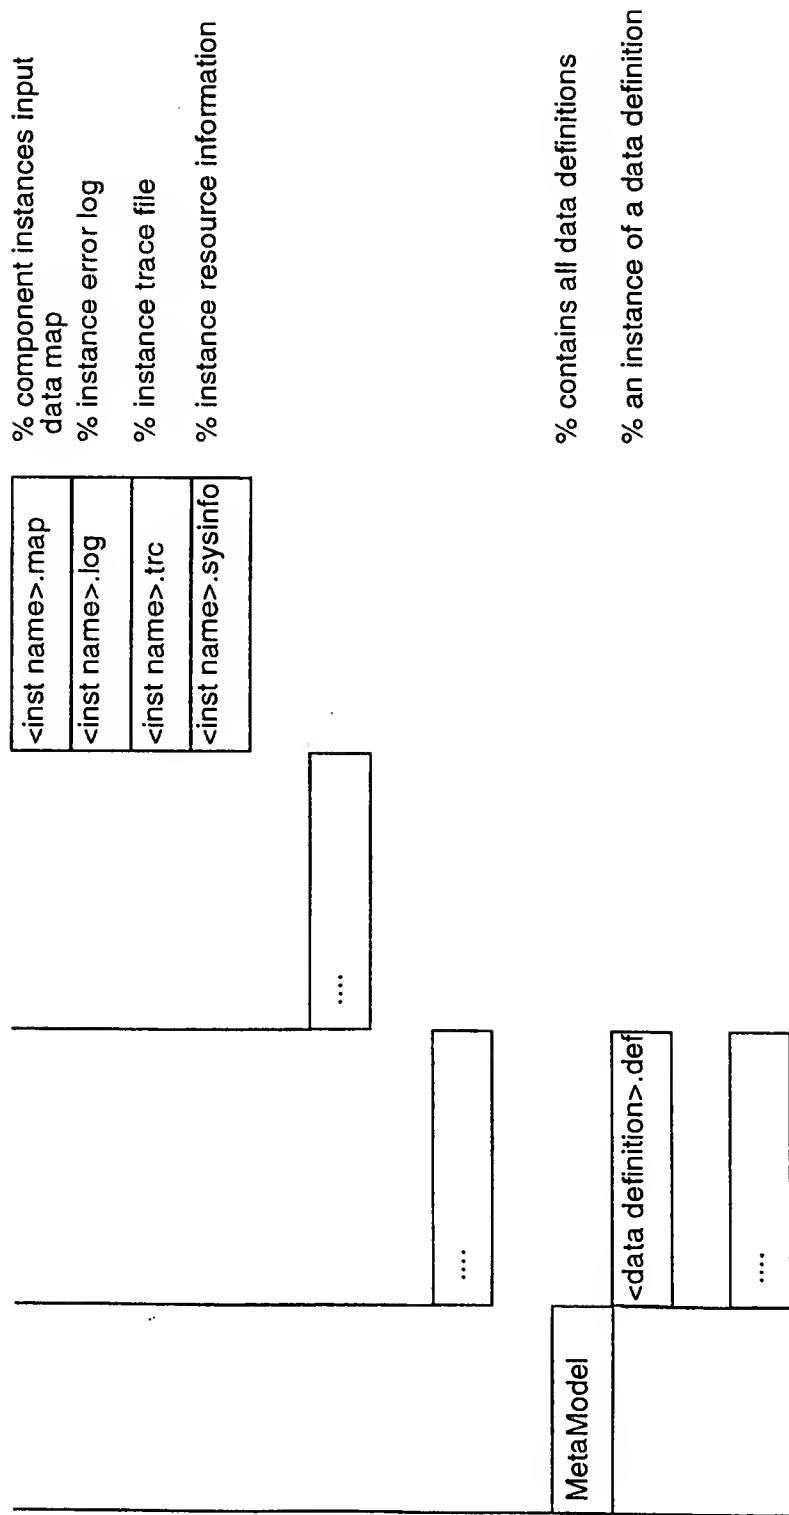 <inst name>.map % component instances input
data map
<inst name>.log % instance error log
<inst name>.trc % instance trace file
<inst name>.sysinfo % instance resource information
....
....
MetaModel % contains all data definitions
<data definition>.def % an instance of a data definition
....